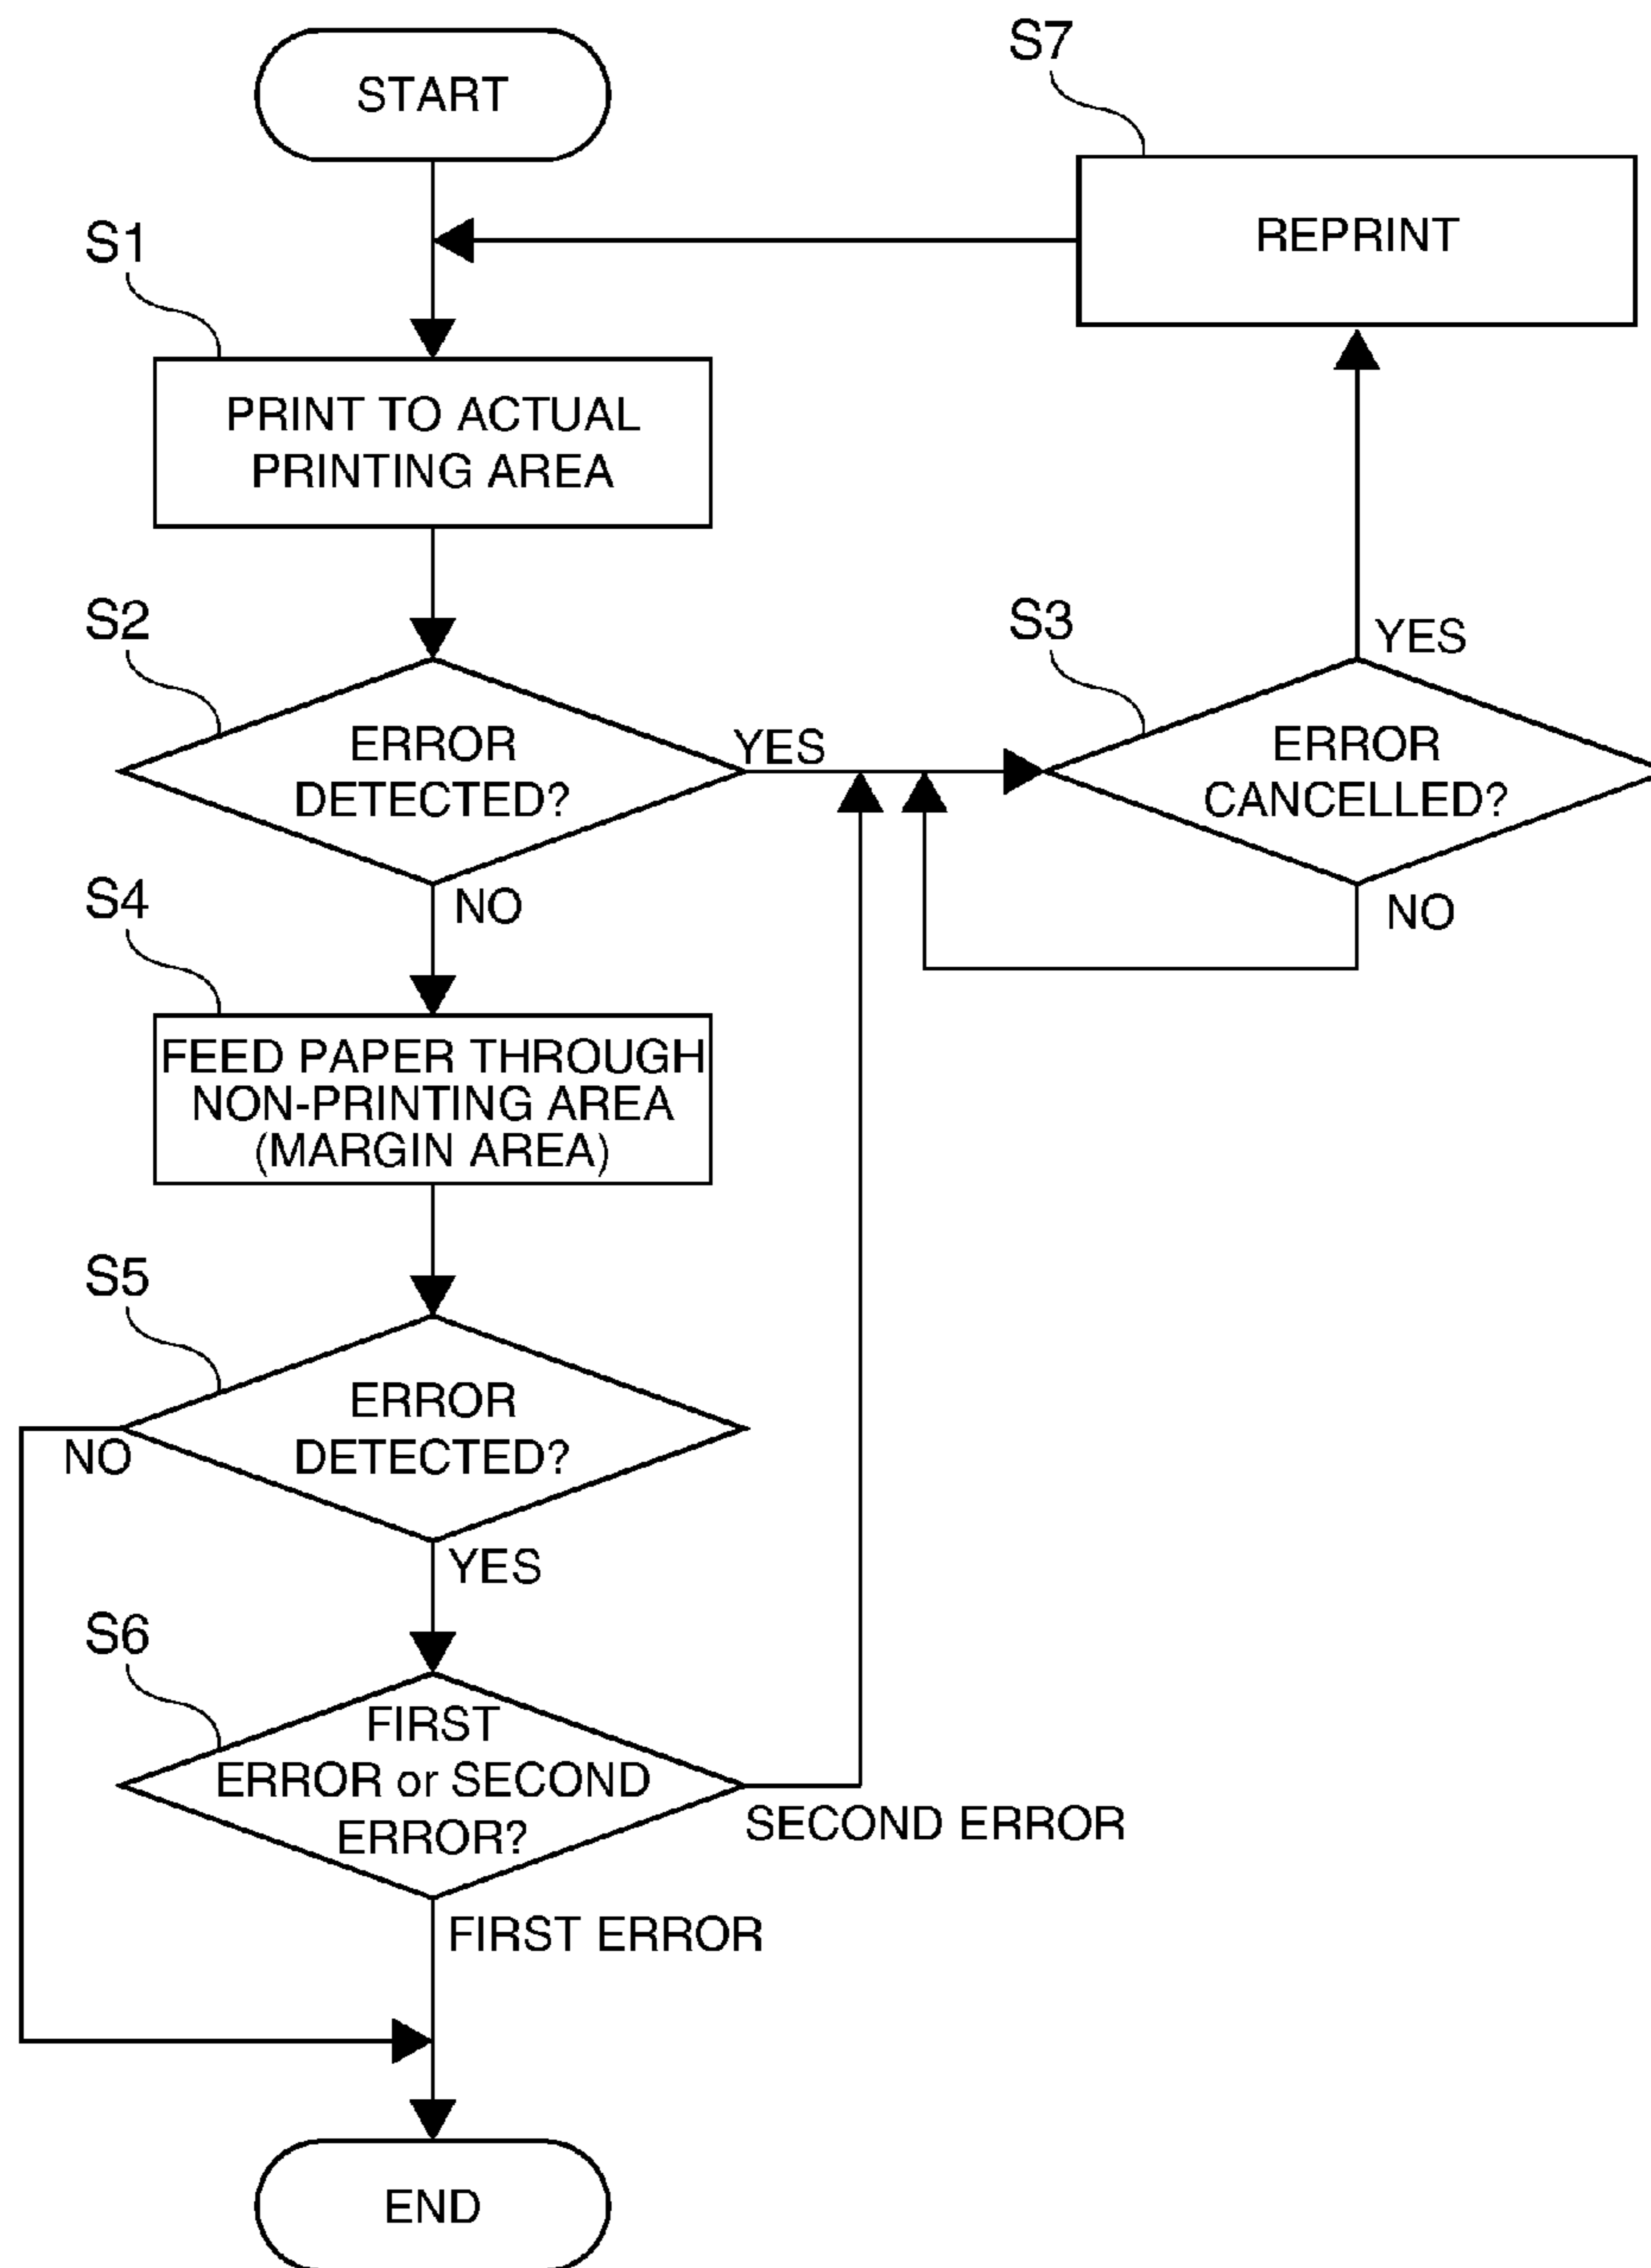 START
S7
REPRINT
S1
PRINT TO ACTUAL
PRINTING AREA
S2
ERROR
DETECTED?
YES
NO
S3
ERROR
CANCELLED?
YES
NO
S4
FEED PAPER THROUGH
NON-PRINTING AREA
(MARGIN AREA)
S5
ERROR
DETECTED?
NO
YES
S6
FIRST
ERROR or SECOND
ERROR?
SECOND ERROR
FIRST ERROR
END